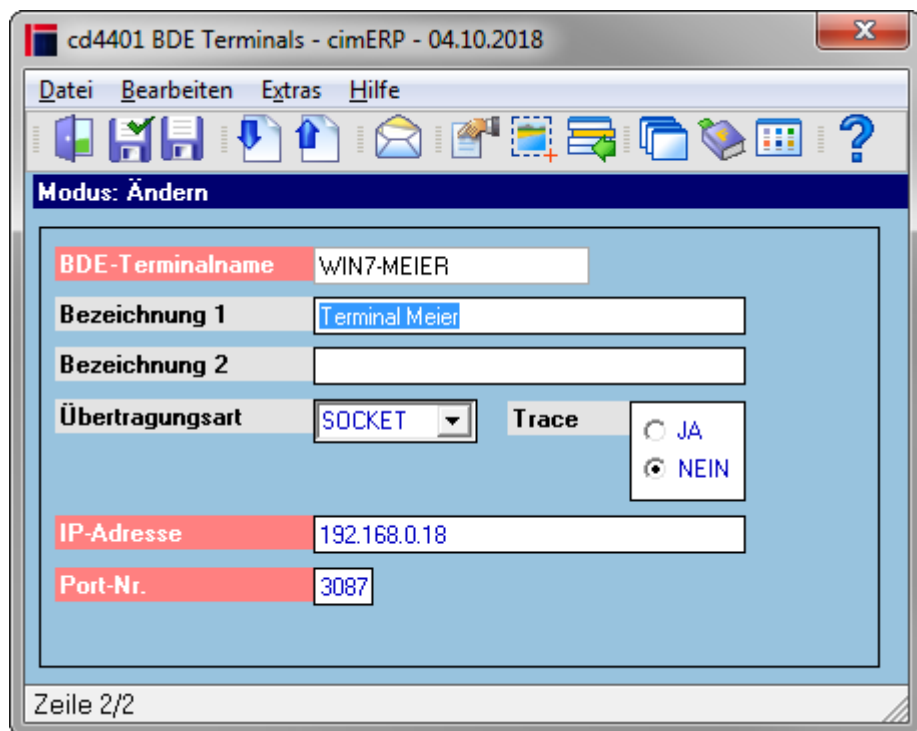 cd4401 BDE Terminals - cimERP - 04.10.2018
Datei Bearbeiten Extras Hilfe
Modus: Ändern
BDE-Terminalname WIN7-MEIER
Bezeichnung 1 Terminal Meier
Bezeichnung 2
Übertragungsart SOCKET Trace JA
NEIN
IP-Adresse 192.168.0.18
Port-Nr. 3087
Zeile 2/2